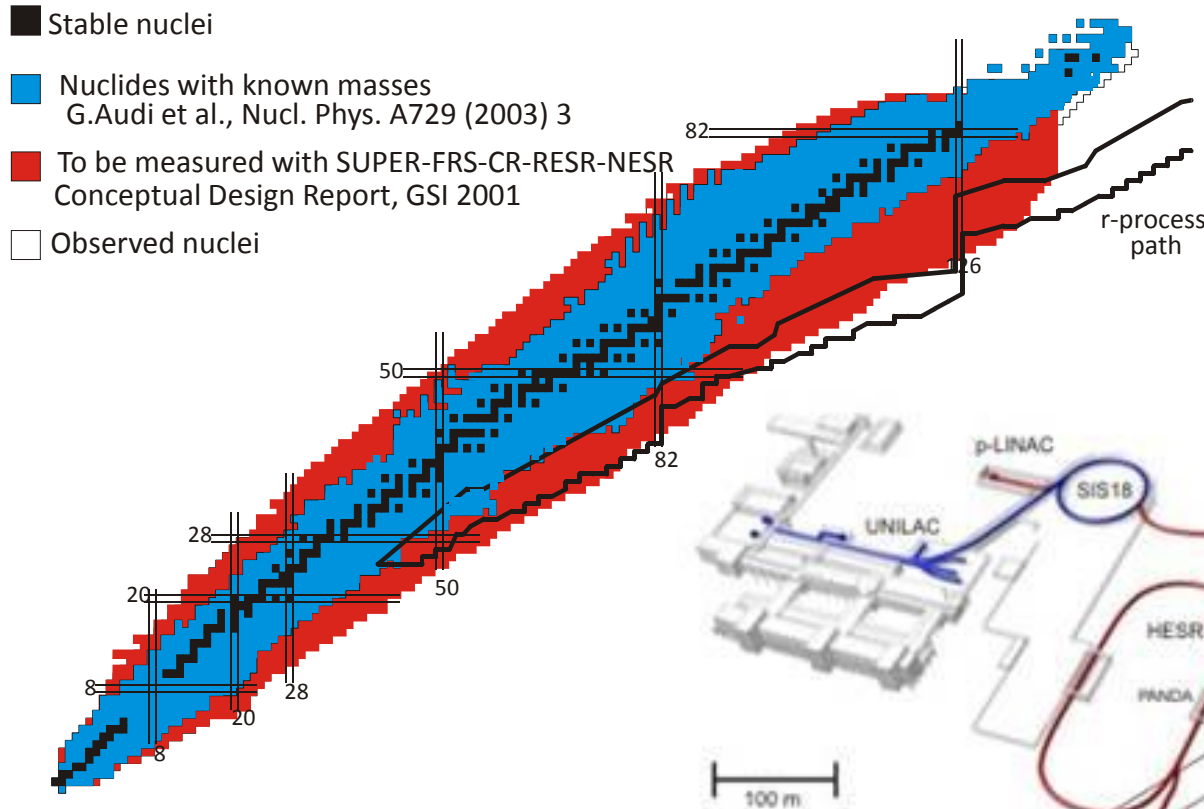 Stable nuclei
Nuclides with known masses
G.Audi et al., Nucl. Phys. A729 (2003) 3
To be measured with SUPER-FRS-CR-RESR-NESR
Conceptual Design Report, GSI 2001
Observed nuclei
82
r-process
path
126
50
82
28
50
20
28
8
20
8
p-LINAC
SIS18
UNILAC
HESR
PANDA
100 m